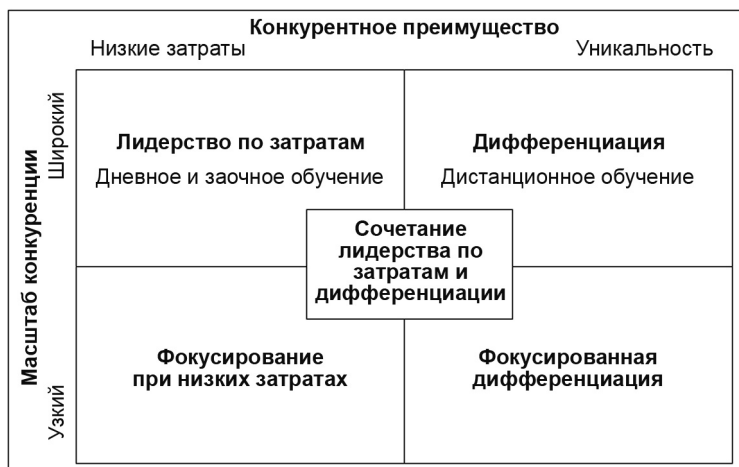 Конкурентное преимущество
Низкие затраты Уникальность
Масштаб конкуренции
Широкий
Узкий
Лидерство по затратам
Дневное и заочное обучение
Дифференциация
Дистанционное обучение
Сочетание
лидерства по
затратам и
дифференциации
Фокусирование
при низких затратах
Фокусированная
дифференциация